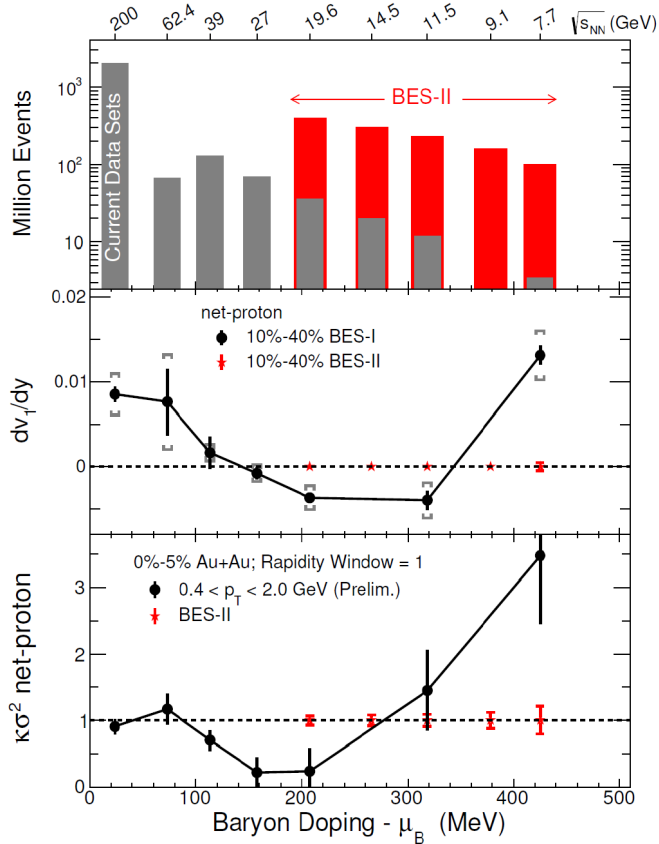 200 62.4 39 27 19.6 14.5 11.5 9.1 7.7 √sNN (GeV)
Million Events
10³
10²
10
Current Data Sets
BES-II
dv₁/dy
0.02
0.01
0
net-proton
10%-40% BES-I
10%-40% BES-II
κσ² net-proton
3
2
1
0
0%-5% Au+Au; Rapidity Window = 1
0.4 < pT < 2.0 GeV (Prelim.)
BES-II
0 100 200 300 400 500
Baryon Doping - μB (MeV)